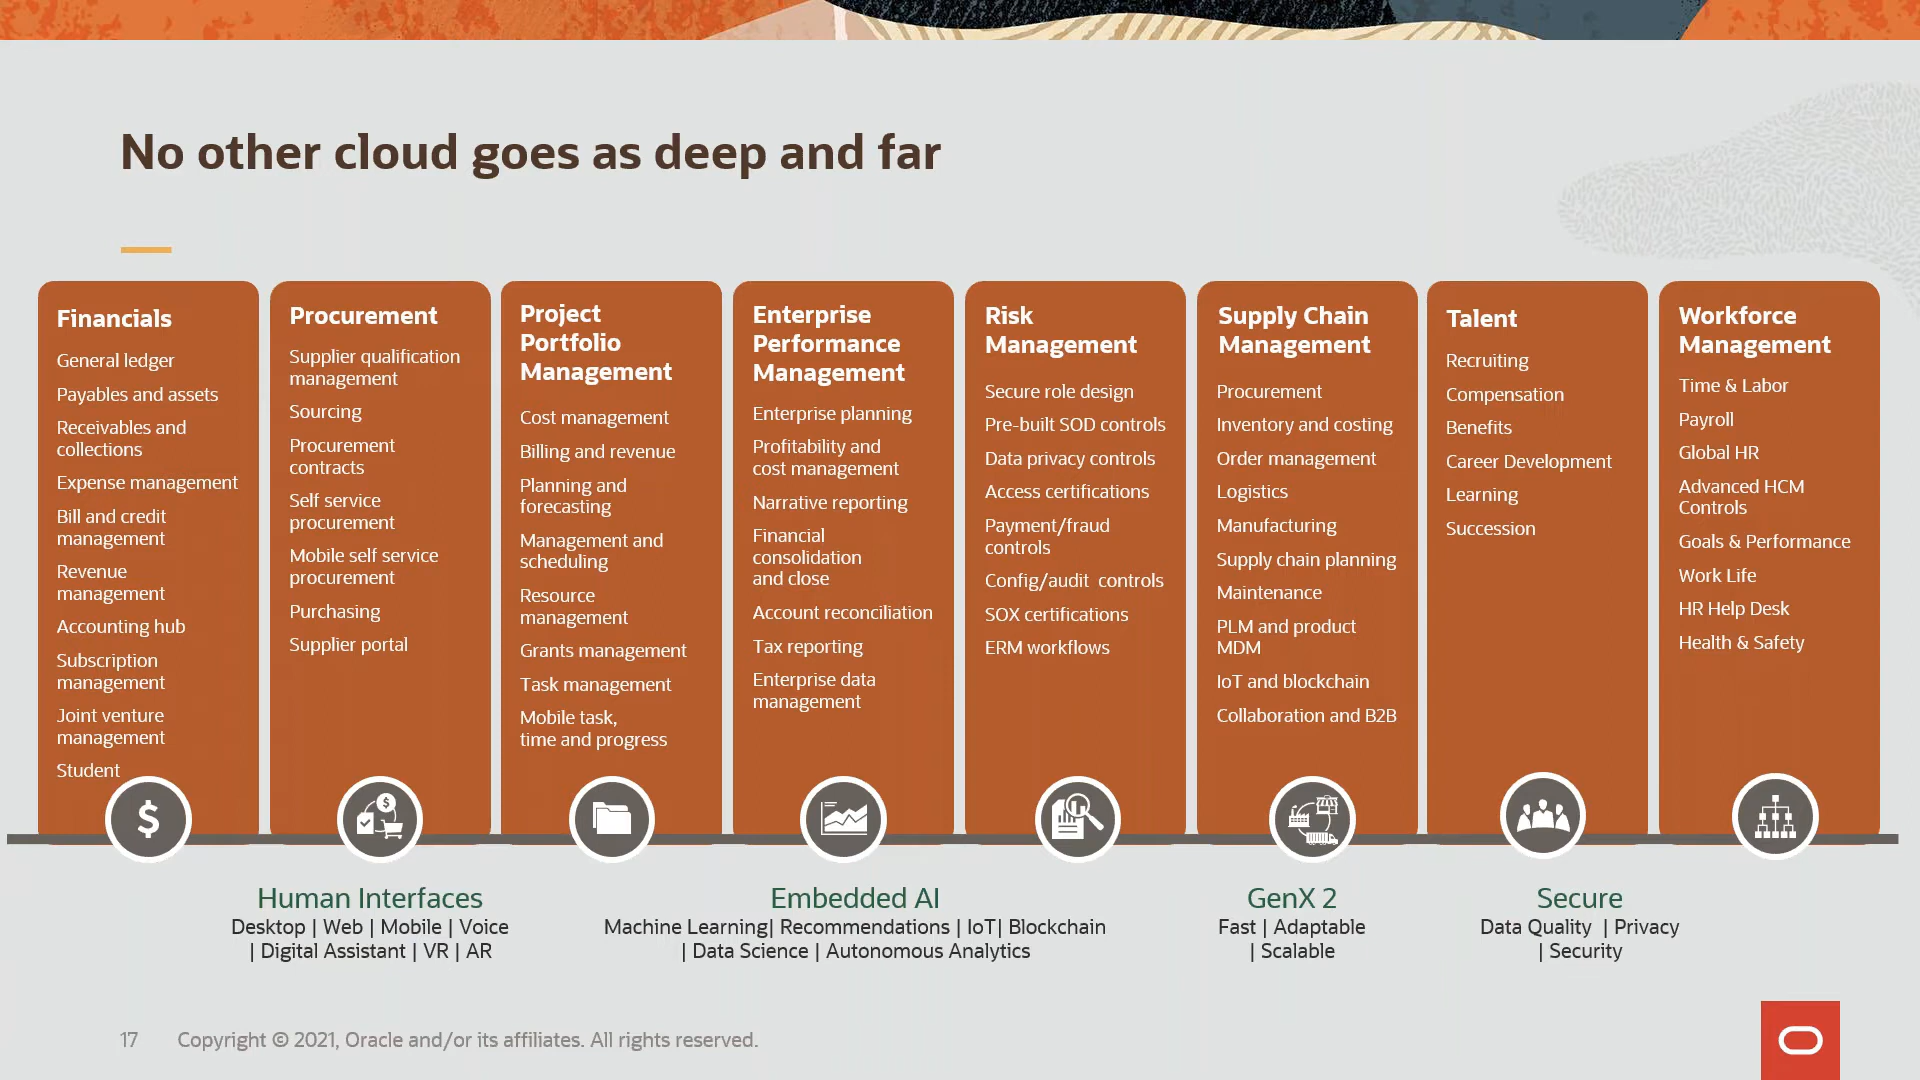 No other cloud goes as deep and far
Financials
General ledger
Payables and assets
Receivables and
collections
Expense management
Bill and credit
management
Revenue
management
Accounting hub
Subscription
management
Joint venture
management
Student
Procurement
Supplier qualification
management
Sourcing
Procurement
contracts
Self service
procurement
Mobile self service
procurement
Purchasing
Supplier portal
Project
Portfolio
Management
Cost management
Billing and revenue
Planning and
forecasting
Management and
scheduling
Resource
management
Grants management
Task management
Mobile task,
time and progress
Enterprise
Performance
Management
Enterprise planning
Profitability and
cost management
Narrative reporting
Financial
consolidation
and close
Account reconciliation
Tax reporting
Enterprise data
management
Risk
Management
Secure role design
Pre-built SOD controls
Data privacy controls
Access certifications
Payment/fraud
controls
Config/audit  controls
SOX certifications
ERM workflows
Supply Chain
Management
Procurement
Inventory and costing
Order management
Logistics
Manufacturing
Supply chain planning
Maintenance
PLM and product
MDM
IoT and blockchain
Collaboration and B2B
Talent
Recruiting
Compensation
Benefits
Career Development
Learning
Succession
Workforce
Management
Time & Labor
Payroll
Global HR
Advanced HCM
Controls
Goals & Performance
Work Life
HR Help Desk
Health & Safety
Human Interfaces
Desktop | Web | Mobile | Voice
| Digital Assistant | VR | AR
Embedded AI
Machine Learning| Recommendations | IoT| Blockchain
| Data Science | Autonomous Analytics
GenX 2
Fast | Adaptable
| Scalable
Secure
Data Quality  | Privacy
| Security
17 Copyright © 2021, Oracle and/or its affiliates. All rights reserved.